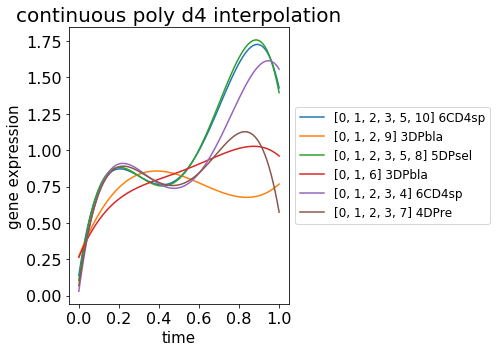 continuous poly d4 interpolation
gene expression
1.75
1.50
1.25
1.00
0.75
0.50
0.25
0.00
0.0 0.2 0.4 0.6 0.8 1.0
time
[0, 1, 2, 3, 5, 10] 6CD4sp
[0, 1, 2, 9] 3DPbla
[0, 1, 2, 3, 5, 8] 5DPsel
[0, 1, 6] 3DPbla
[0, 1, 2, 3, 4] 6CD4sp
[0, 1, 2, 3, 7] 4DPre